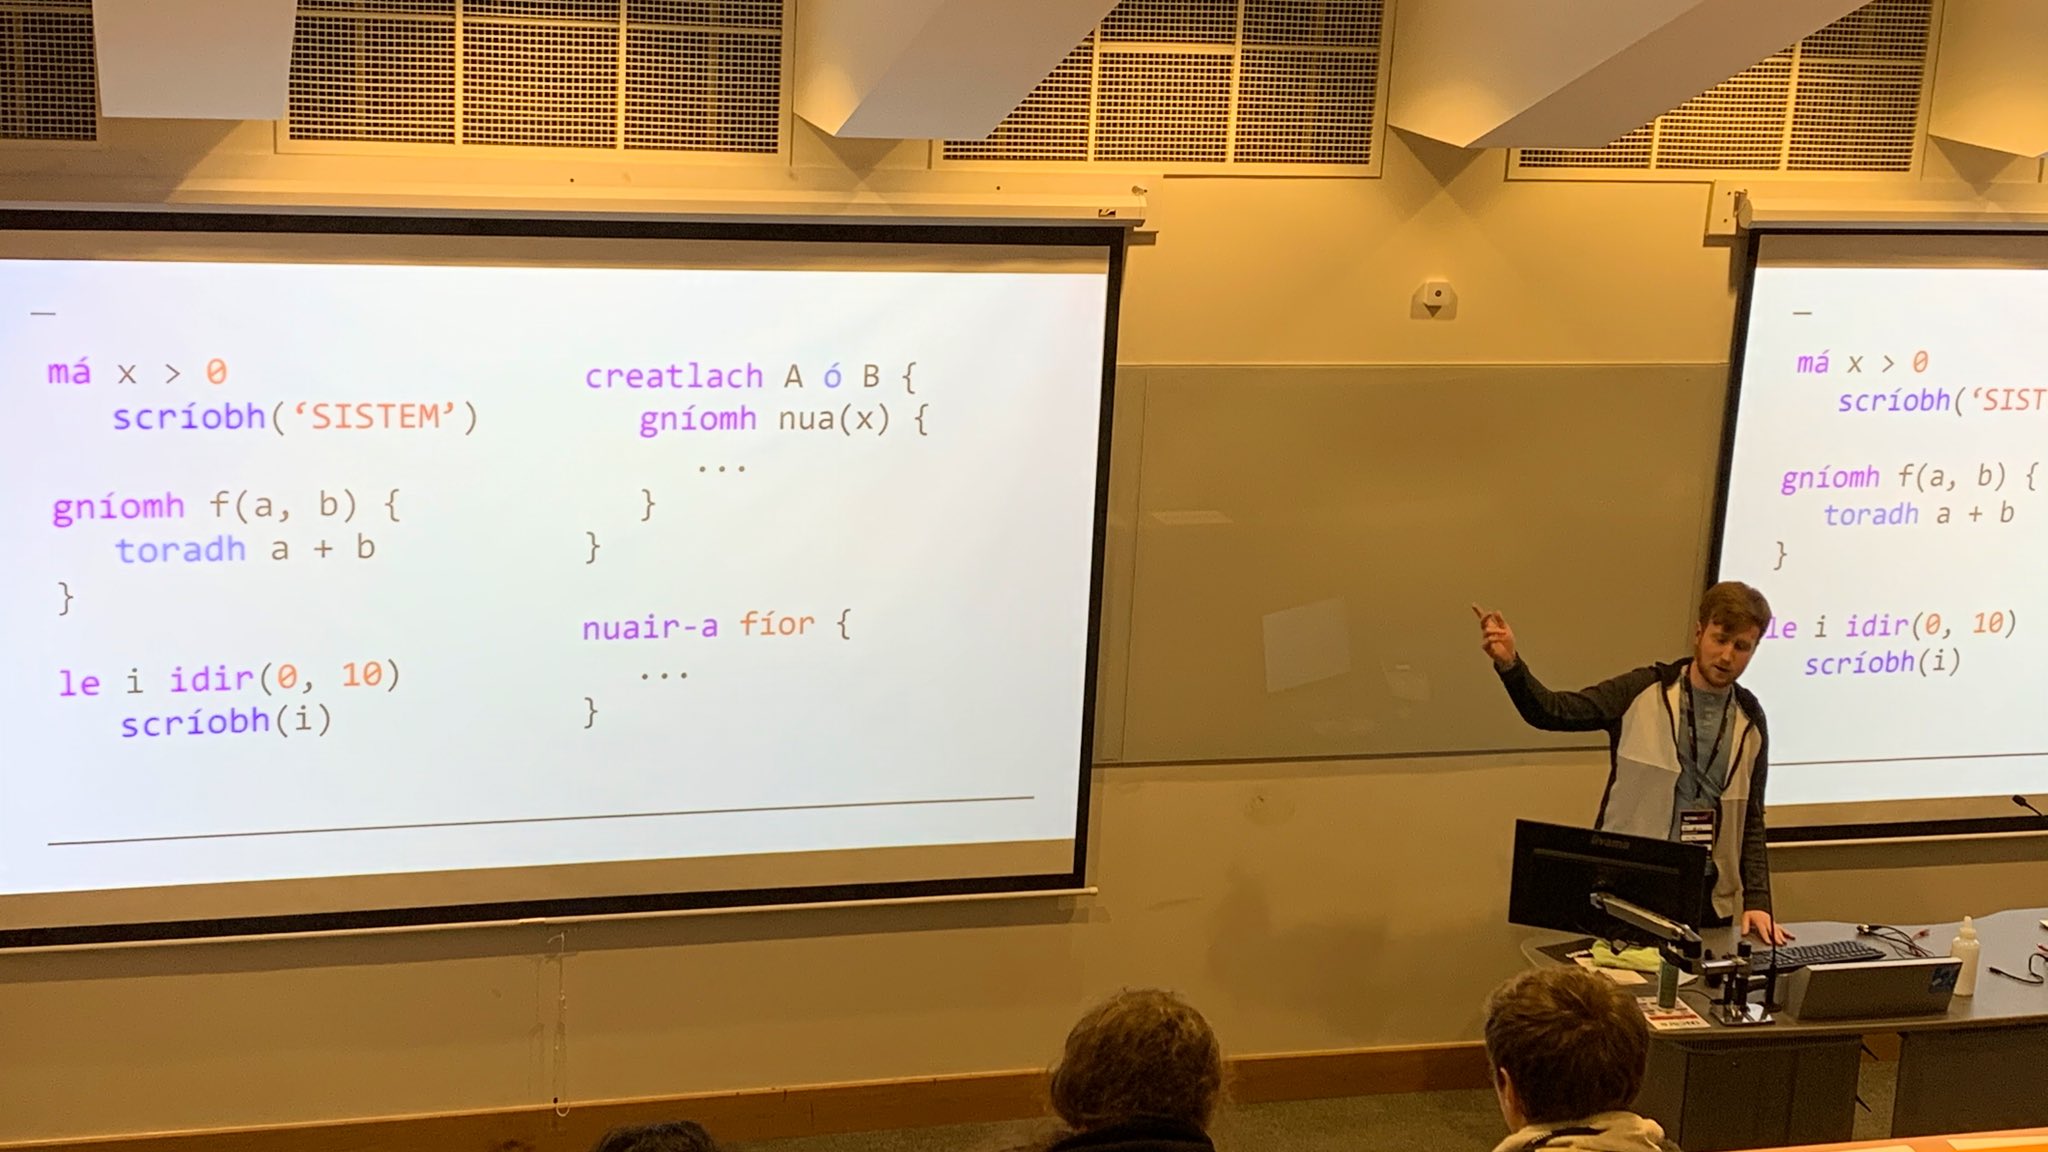 má x > 0
scríobh(‘SISTEM’)
gníomh f(a, b) {
toradh a + b
}
le i idir(0, 10)
scríobh(i)
creatlach A ó B {
gníomh nua(x) {
...
}
}
nuair-a fíor {
...
}
má x > 0
scríobh(‘SIST
gníomh f(a, b) {
toradh a + b
}
le i idir(0, 10)
scríobh(i)
iiyama